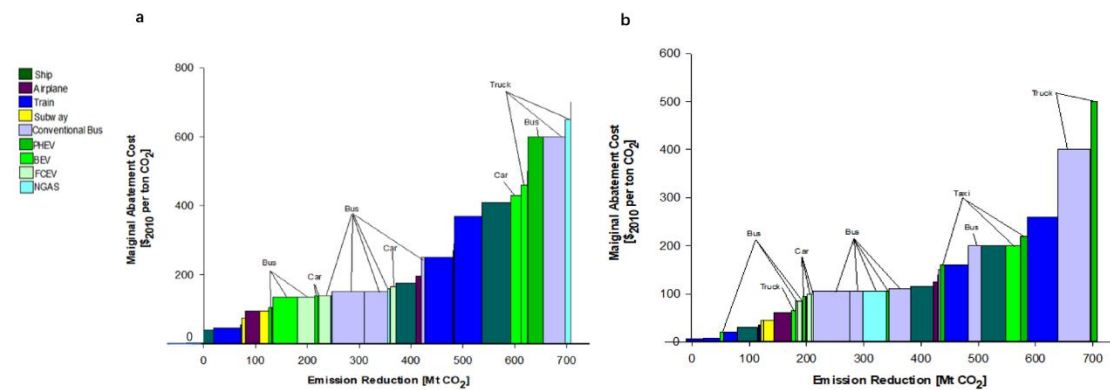 a
b
Ship
Airplane
Train
Subway
Conventional Bus
PHEV
BEV
FCEV
NGAS
Maiginal Abatement Cost
[$2010 per ton CO2]
800
600
400
200
0
Bus
Car
Bus
Car
Car
Bus
Truck
0 100 200 300 400 500 600 700
Emission Reduction [Mt CO2]
Maiginal Abatement Cost
[$2010 per ton CO2]
600
500
400
300
200
100
0
Bus
Truck
Car
Bus
Taxi
Bus
Truck
0 100 200 300 400 500 600 700
Emission Reduction [Mt CO2]